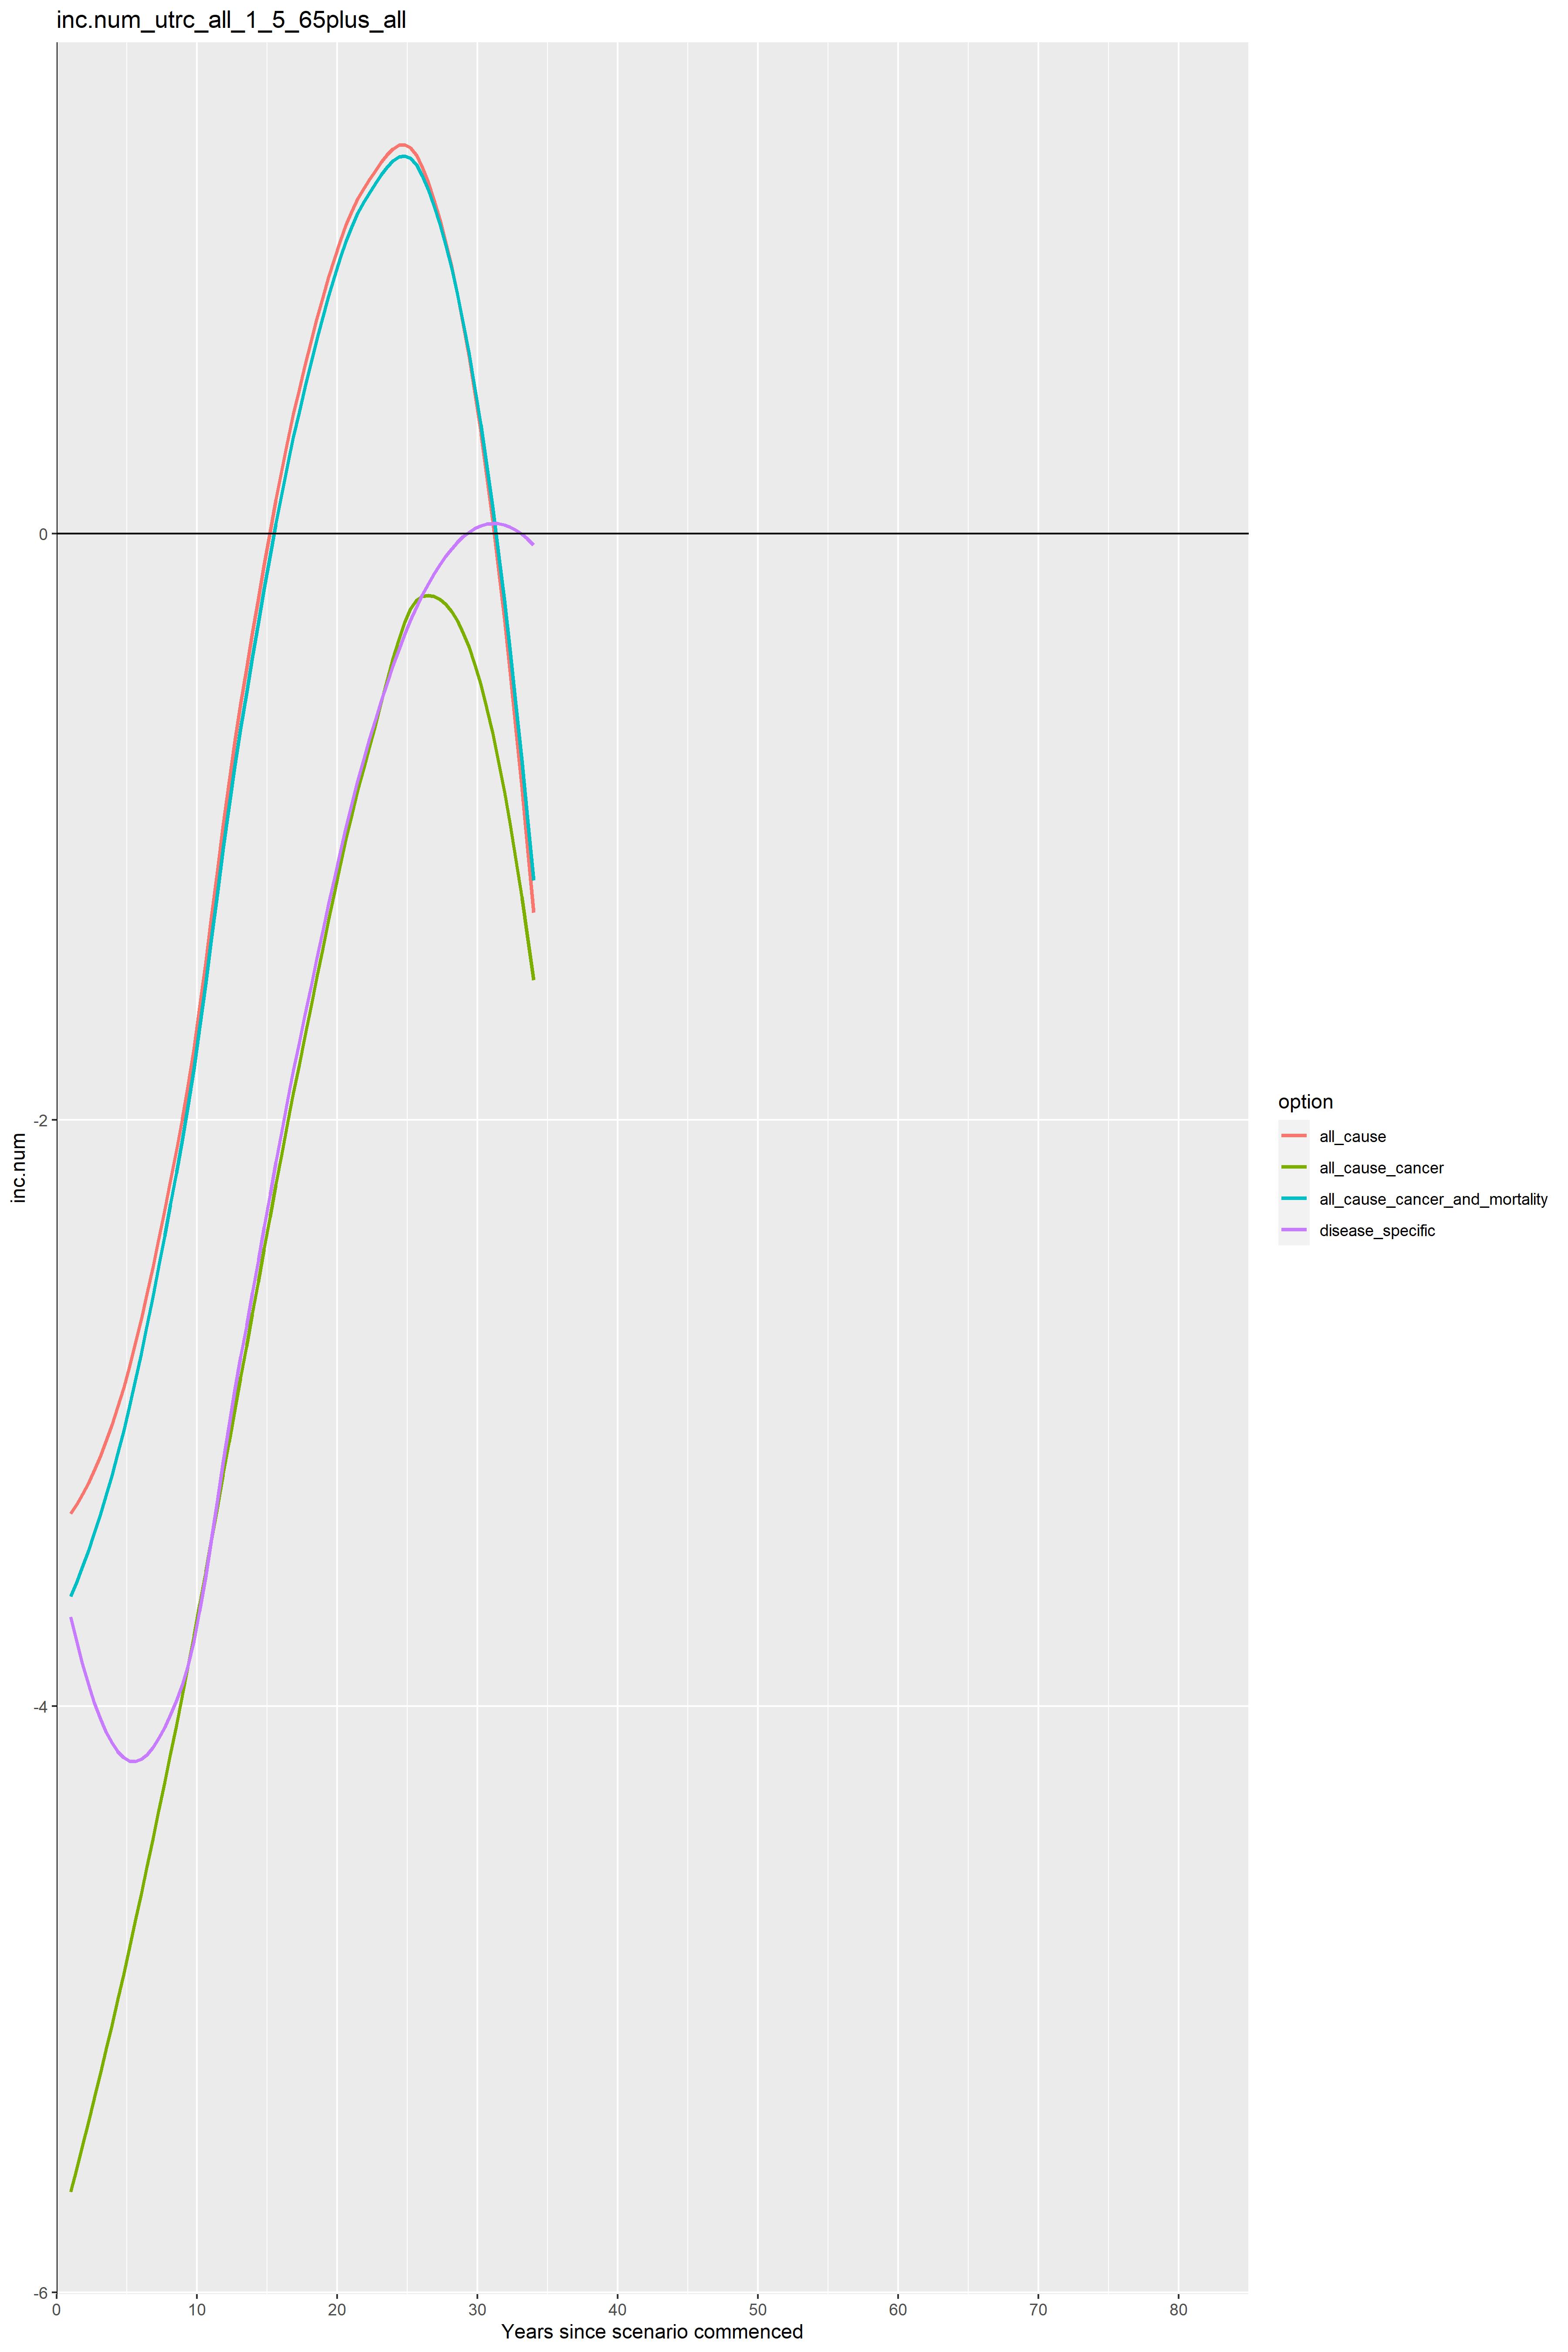 inc.num_utrc_all_1_5_65plus_all
inc.num
0
-2
-4
-6
0 10 20 30 40 50 60 70 80
Years since scenario commenced
option
all_cause
all_cause_cancer
all_cause_cancer_and_mortality
disease_specific